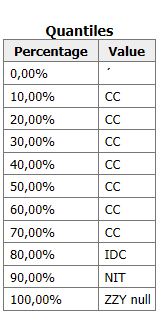 Quantiles
Percentage Value
0,00% ´
10,00% CC
20,00% CC
30,00% CC
40,00% CC
50,00% CC
60,00% CC
70,00% CC
80,00% IDC
90,00% NIT
100,00% ZZY null